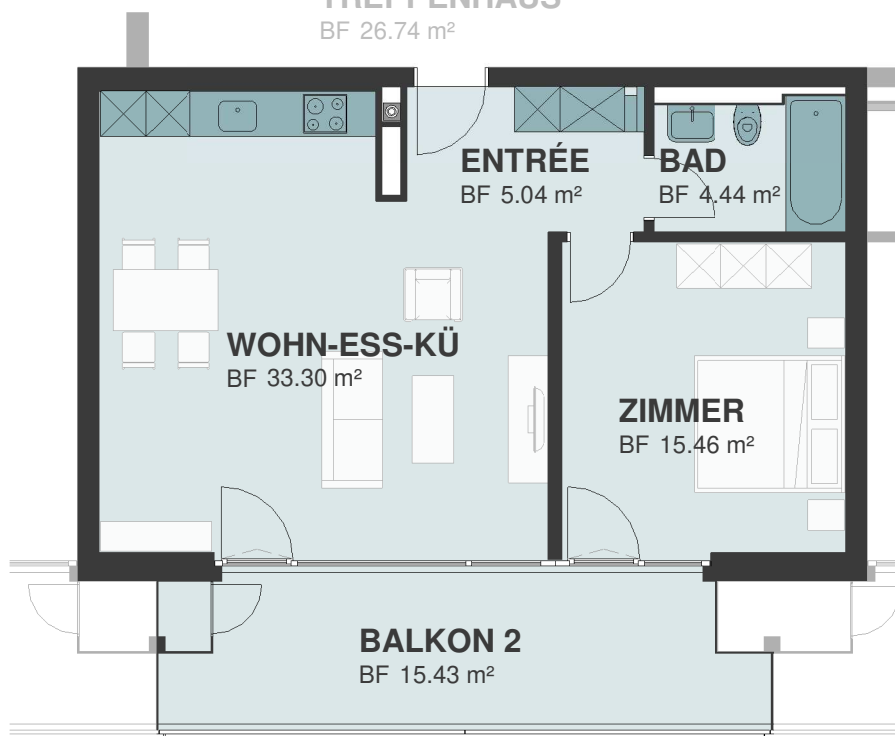 TREPPENHAUS
BF 26.74 m²
ENTRÉE
BF 5.04 m²
BAD
BF 4.44 m²
WOHN-ESS-KÜ
BF 33.30 m²
ZIMMER
BF 15.46 m²
BALKON 2
BF 15.43 m²